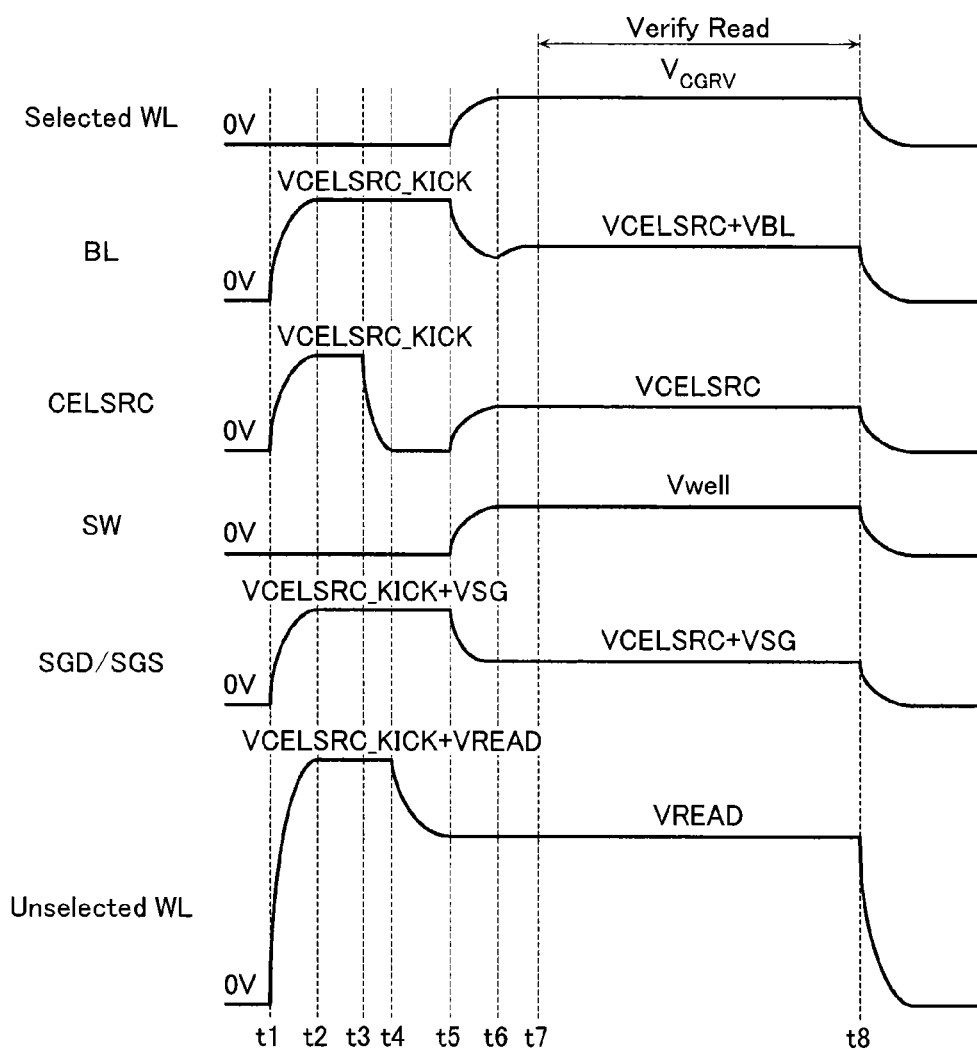 Verify Read
V_CGRV
Selected WL
0V
VCELSRC_KICK
VCELSRC+VBL
BL
0V
VCELSRC_KICK
VCELSRC
CELSRC
0V
Vwell
SW
0V
VCELSRC_KICK+VSG
VCELSRC+VSG
SGD/SGS
0V
VCELSRC_KICK+VREAD
VREAD
Unselected WL
0V
t1 t2 t3 t4 t5 t6 t7 t8